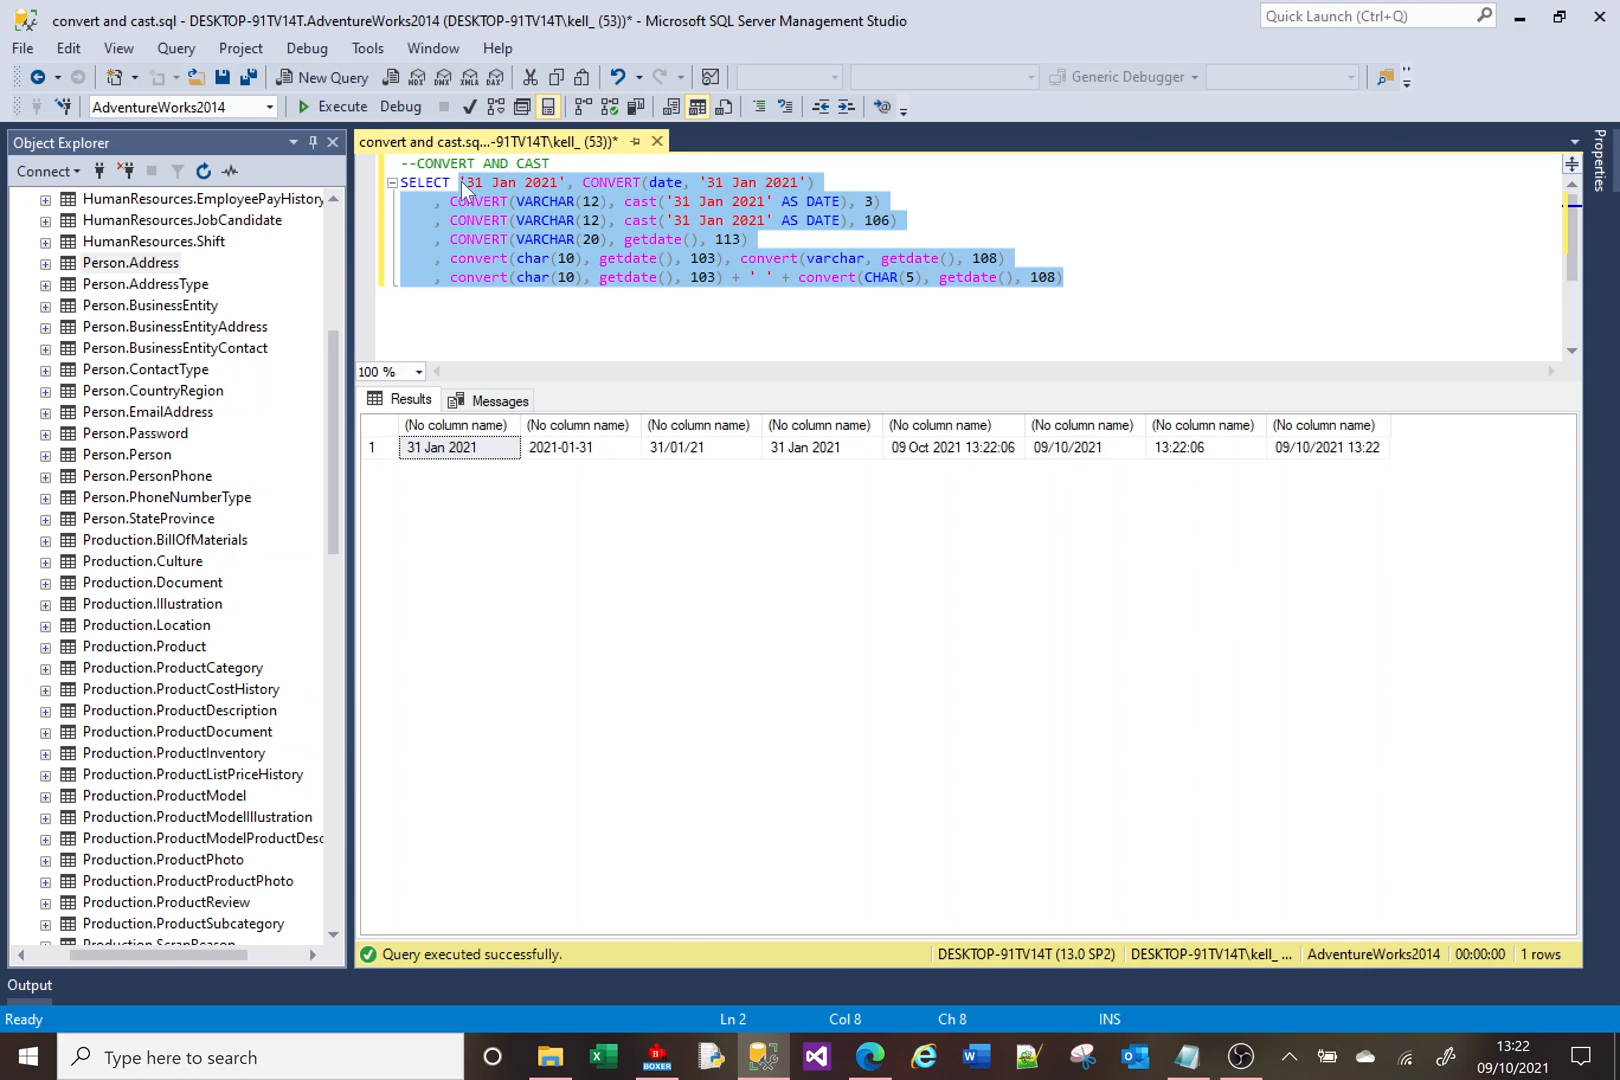 convert and cast.sql - DESKTOP-91TV14T.AdventureWorks2014 (DESKTOP-91TV14T\kell_ (53))* - Microsoft SQL Server Management Studio
Quick Launch (Ctrl+Q)
File Edit View Query Project Debug Tools Window Help
New Query
MDX DMX XMLA DAX
Generic Debugger
AdventureWorks2014 Execute Debug
Object Explorer
convert and cast.sq...-91TV14T\kell_ (53))*
Properties
Connect
HumanResources.EmployeePayHistory
HumanResources.JobCandidate
HumanResources.Shift
Person.Address
Person.AddressType
Person.BusinessEntity
Person.BusinessEntityAddress
Person.BusinessEntityContact
Person.ContactType
Person.CountryRegion
Person.EmailAddress
Person.Password
Person.Person
Person.PersonPhone
Person.PhoneNumberType
Person.StateProvince
Production.BillOfMaterials
Production.Culture
Production.Document
Production.Illustration
Production.Location
Production.Product
Production.ProductCategory
Production.ProductCostHistory
Production.ProductDescription
Production.ProductDocument
Production.ProductInventory
Production.ProductListPriceHistory
Production.ProductModel
Production.ProductModelIllustration
Production.ProductModelProductDesc
Production.ProductPhoto
Production.ProductProductPhoto
Production.ProductReview
Production.ProductSubcategory
Production.ScrapReason
--CONVERT AND CAST
SELECT '31 Jan 2021', CONVERT(date, '31 Jan 2021')
, CONVERT(VARCHAR(12), cast('31 Jan 2021' AS DATE), 3)
, CONVERT(VARCHAR(12), cast('31 Jan 2021' AS DATE), 106)
, CONVERT(VARCHAR(20), getdate(), 113)
, convert(char(10), getdate(), 103), convert(varchar, getdate(), 108)
, convert(char(10), getdate(), 103) + ' ' + convert(CHAR(5), getdate(), 108)
100 %
Results Messages
(No column name) (No column name) (No column name) (No column name) (No column name) (No column name) (No column name) (No column name)
1 31 Jan 2021 2021-01-31 31/01/21 31 Jan 2021 09 Oct 2021 13:22:06 09/10/2021 13:22:06 09/10/2021 13:22
Query executed successfully. DESKTOP-91TV14T (13.0 SP2) DESKTOP-91TV14T\kell_ ... AdventureWorks2014 00:00:00 1 rows
Output
Ready Ln 2 Col 8 Ch 8 INS
Type here to search
BOXER
13:22
09/10/2021